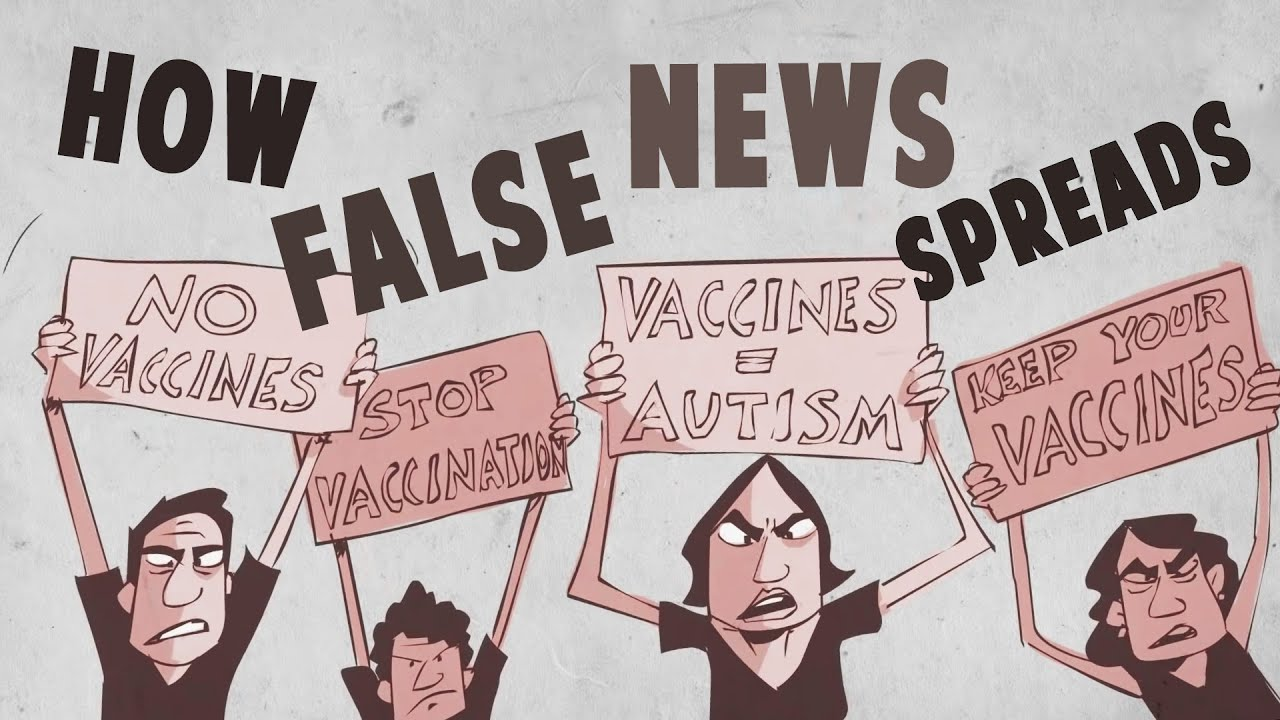 HOW FALSE NEWS SPREADS
NO
VACCINES
STOP
VACCINATION
VACCINES
=
AUTISM
KEEP YOUR
VACCINES